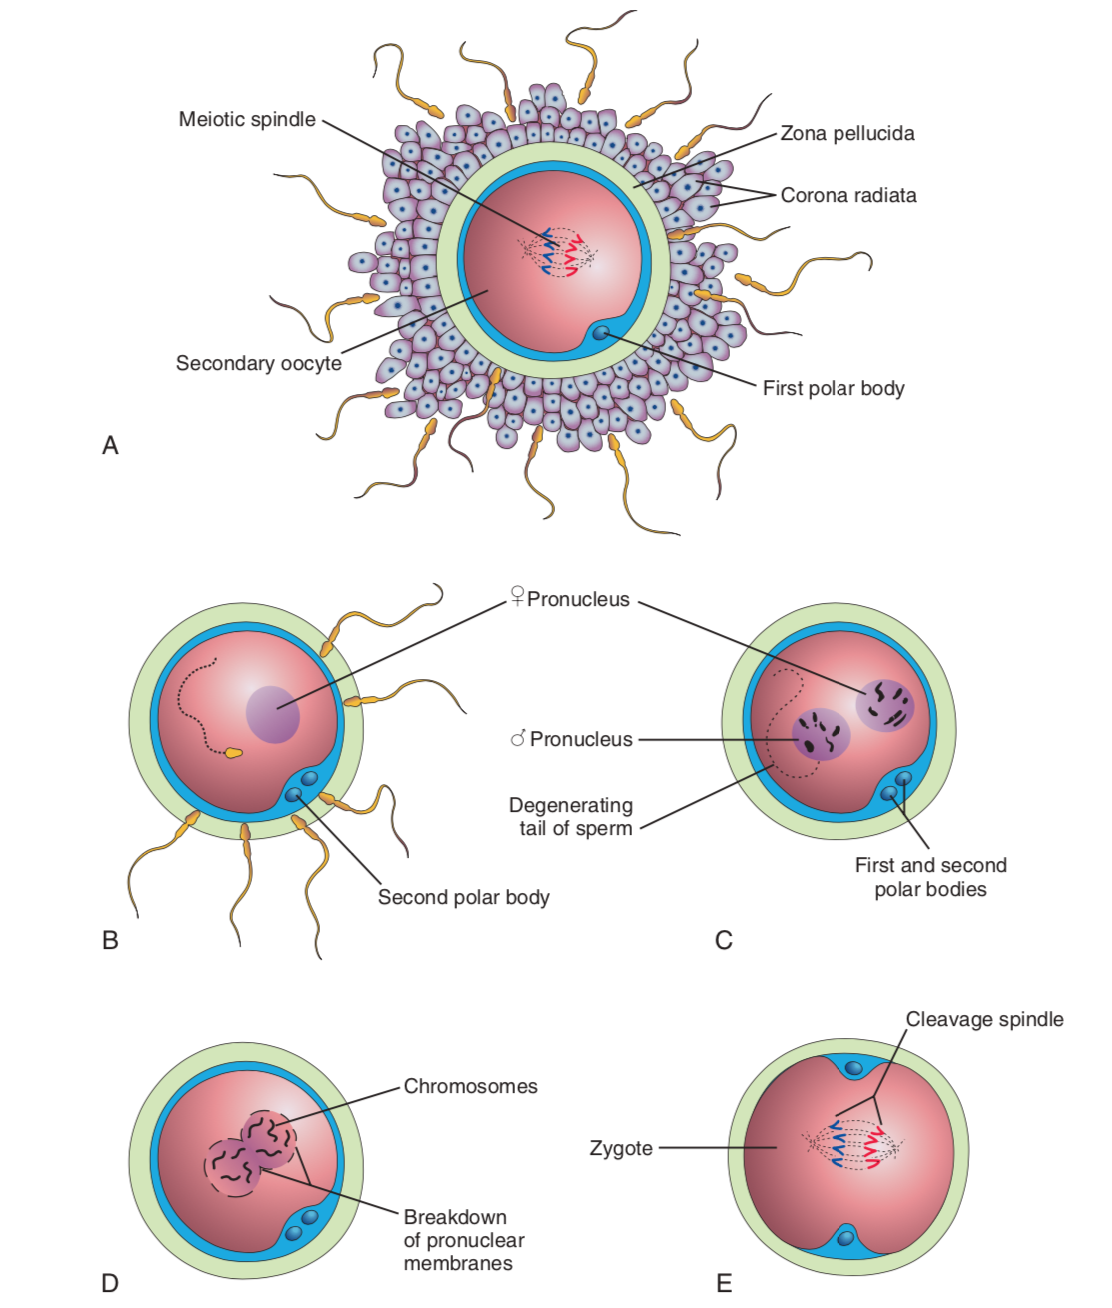 Meiotic spindle
Zona pellucida
Corona radiata
Secondary oocyte
First polar body
A
♀Pronucleus
♂Pronucleus
Degenerating
tail of sperm
First and second
polar bodies
Second polar body
B
C
Cleavage spindle
Chromosomes
Zygote
Breakdown
of pronuclear
membranes
D
E